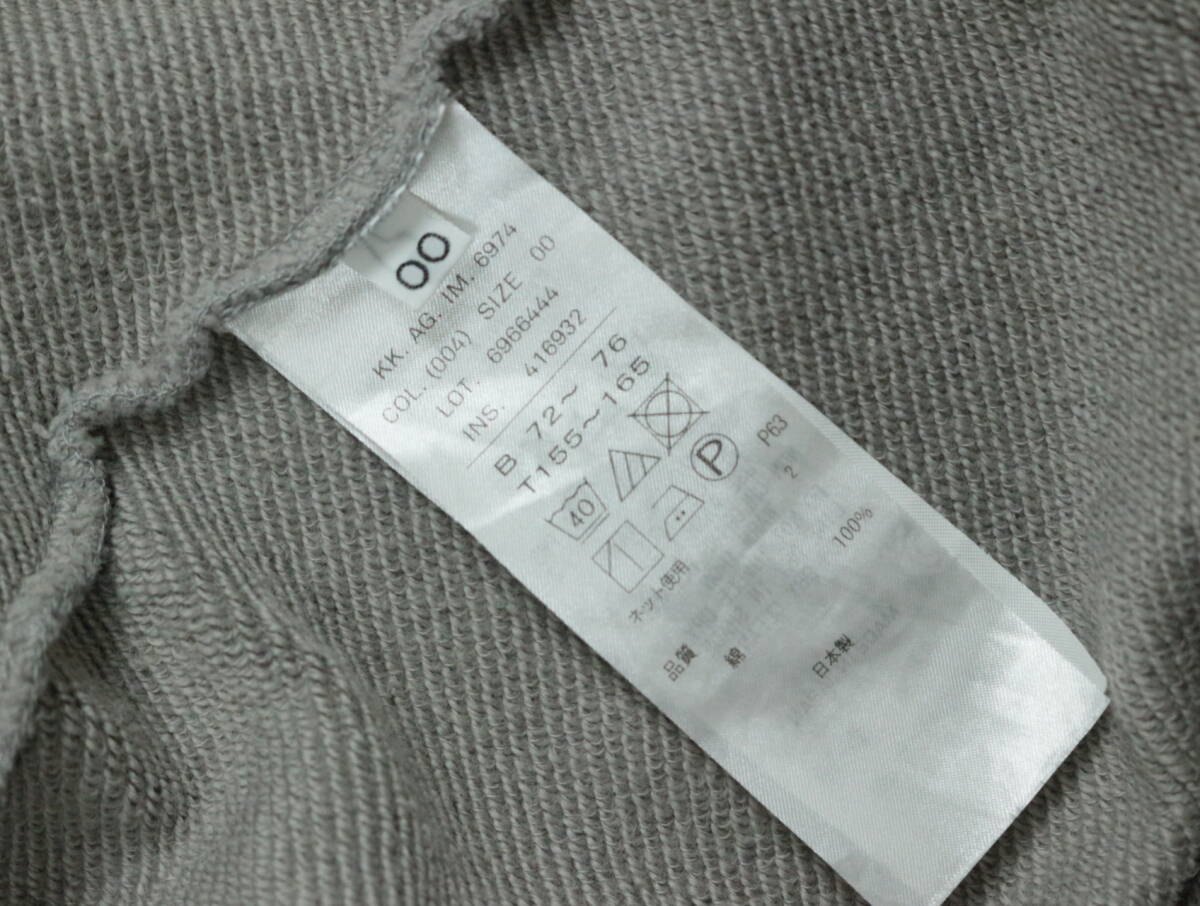 00
KK. AG. IM. 6974
COL. (004) SIZE 00
LOT. 6966444
INS. 416932
B 72~ 76
T155~165
40
P
ネット使用
P63
2
品質
綿 100%
日本製